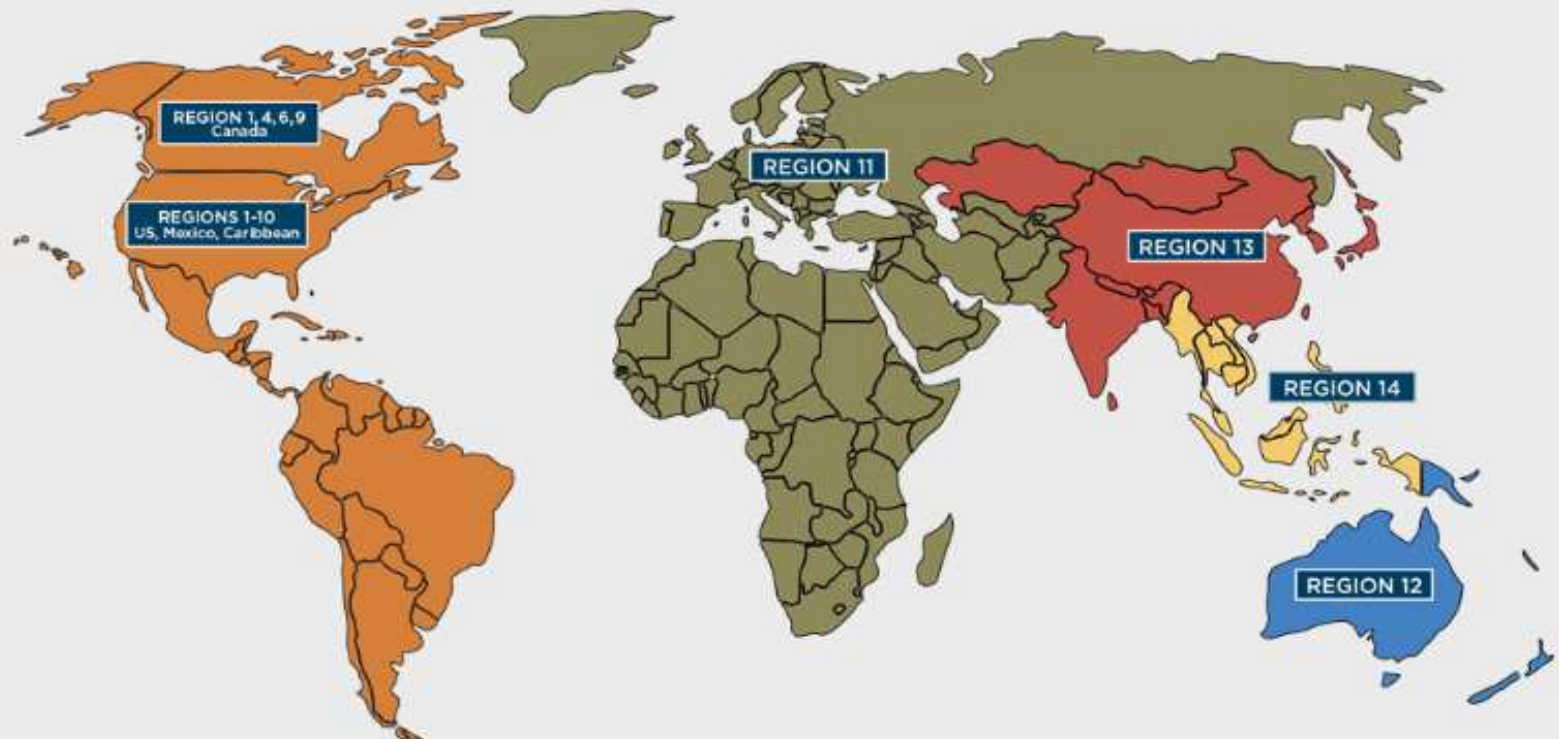 REGION 1, 4, 6, 9
Canada
REGIONS 1-10
US, Mexico, Caribbean
REGION 11
REGION 13
REGION 14
REGION 12